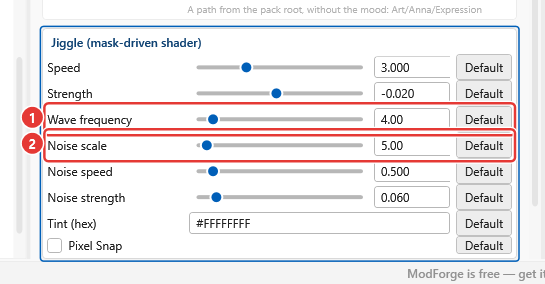 A path from the pack root, without the mood: Art/Anna/Expression
Jiggle (mask-driven shader)
Speed 3.000 Default
Strength -0.020 Default
1 Wave frequency 4.00 Default
2 Noise scale 5.00 Default
Noise speed 0.500 Default
Noise strength 0.060 Default
Tint (hex) #FFFFFFFF Default
Pixel Snap Default
ModForge is free — get it